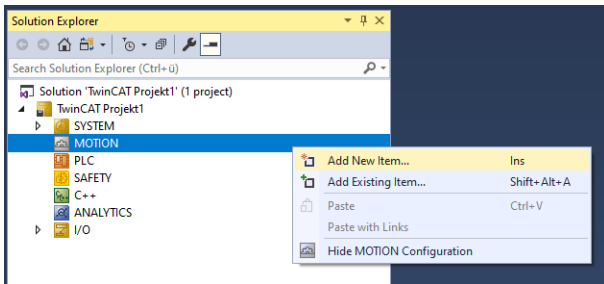 Solution Explorer
Search Solution Explorer (Ctrl+ü)
Solution 'TwinCAT Projekt1' (1 project)
TwinCAT Projekt1
SYSTEM
MOTION
PLC
SAFETY
C++
ANALYTICS
I/O
Add New Item... Ins
Add Existing Item... Shift+Alt+A
Paste Ctrl+V
Paste with Links
Hide MOTION Configuration